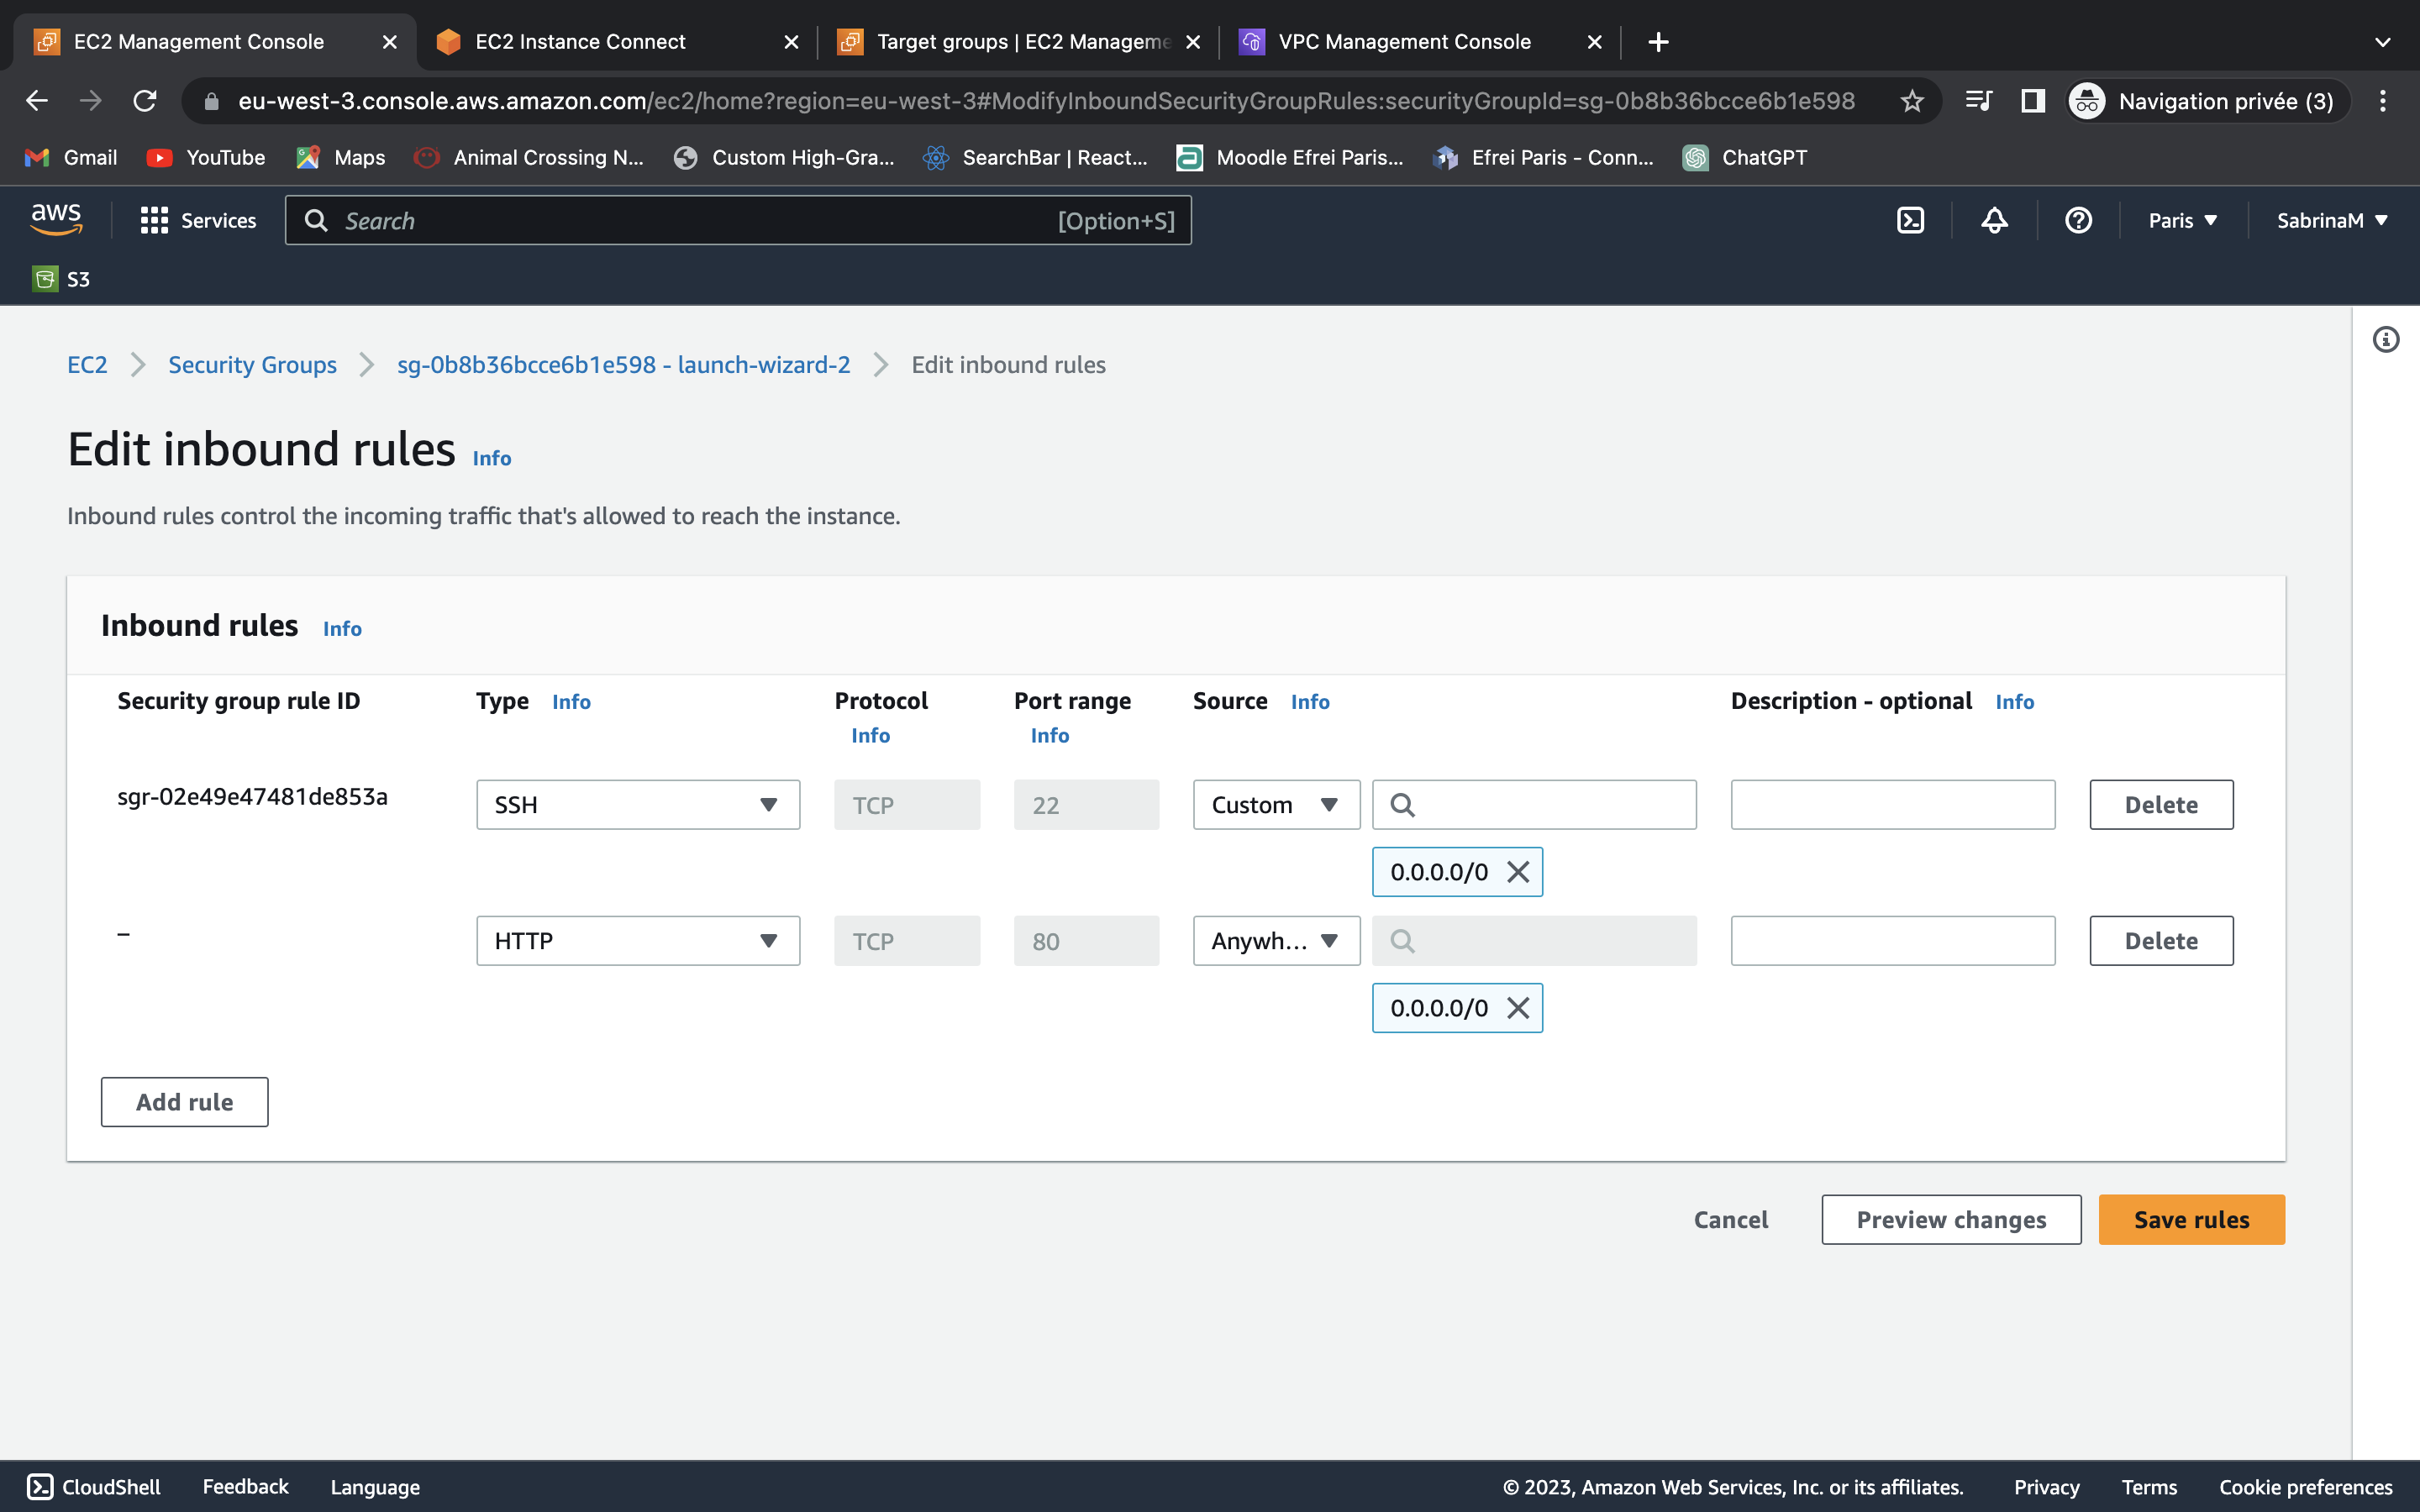 EC2 Management Console
EC2 Instance Connect
Target groups | EC2 Manageme
VPC Management Console
eu-west-3.console.aws.amazon.com/ec2/home?region=eu-west-3#ModifyInboundSecurityGroupRules:securityGroupId=sg-0b8b36bcce6b1e598
Navigation privée (3)
Gmail
YouTube
Maps
Animal Crossing N...
Custom High-Gra...
SearchBar | React...
Moodle Efrei Paris...
Efrei Paris - Conn...
ChatGPT
aws
Services
Search
[Option+S]
Paris
SabrinaM
S3
EC2
Security Groups
sg-0b8b36bcce6b1e598 - launch-wizard-2
Edit inbound rules
Edit inbound rules Info
Inbound rules control the incoming traffic that's allowed to reach the instance.
Inbound rules Info
Security group rule ID
Type Info
Protocol
Info
Port range
Info
Source Info
Description - optional Info
sgr-02e49e47481de853a
SSH
TCP
22
Custom
Delete
0.0.0.0/0
–
HTTP
TCP
80
Anywh...
Delete
0.0.0.0/0
Add rule
Cancel
Preview changes
Save rules
CloudShell
Feedback
Language
© 2023, Amazon Web Services, Inc. or its affiliates.
Privacy
Terms
Cookie preferences